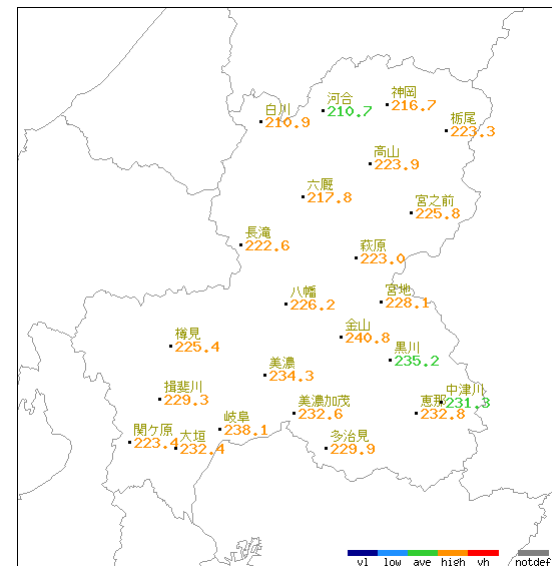 神岡
216.7
河合
210.7
白川
210.9
栃尾
223.3
高山
223.9
六厩
217.8
宮之前
225.8
長滝
222.6
萩原
223.0
八幡
226.2
宮地
228.1
金山
240.8
樽見
225.4
黒川
235.2
美濃
234.3
揖斐川
229.3
中津川
231.3
美濃加茂
232.6
恵那
232.8
岐阜
238.1
関ケ原
223.4
大垣
232.4
多治見
229.9
vl low ave high vh notdef